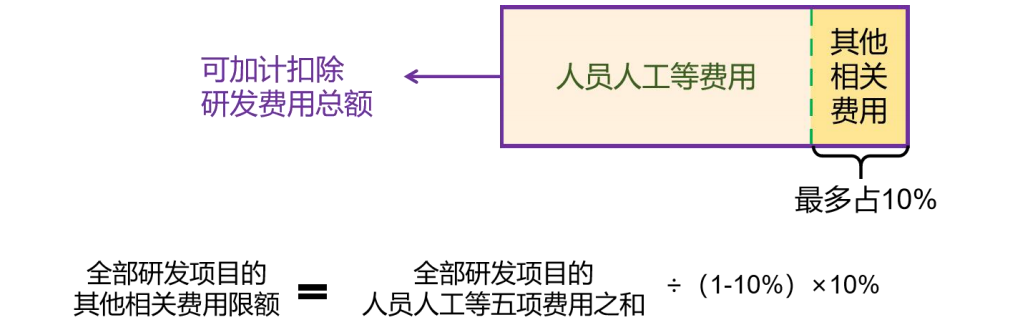 可加计扣除
研发费用总额
人员人工等费用
其他
相关
费用
最多占10%
全部研发项目的
其他相关费用限额
=
全部研发项目的
人员人工等五项费用之和
÷（1-10%）×10%